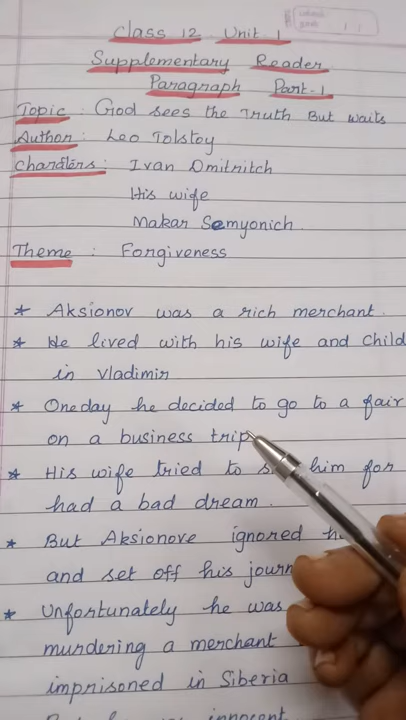 Class 12 Unit 1
Supplementary Reader
Paragraph Part-1
Topic : God sees the Truth But waits
Author : Leo Tolstoy
: Ivan Dmitritch
His wife
Makar Semyonich
Theme : Forgiveness
* Aksionov was a rich merchant.
* He lived with his wife and child
in Vladimir
* Oneday he decided to go to a fair
on a business trip
* His wife tried to him for
had a bad dream.
* But Aksionove ignored
and set off his
* Unfortunately he was
murdering a merchant
imprisoned in Siberia
innocent